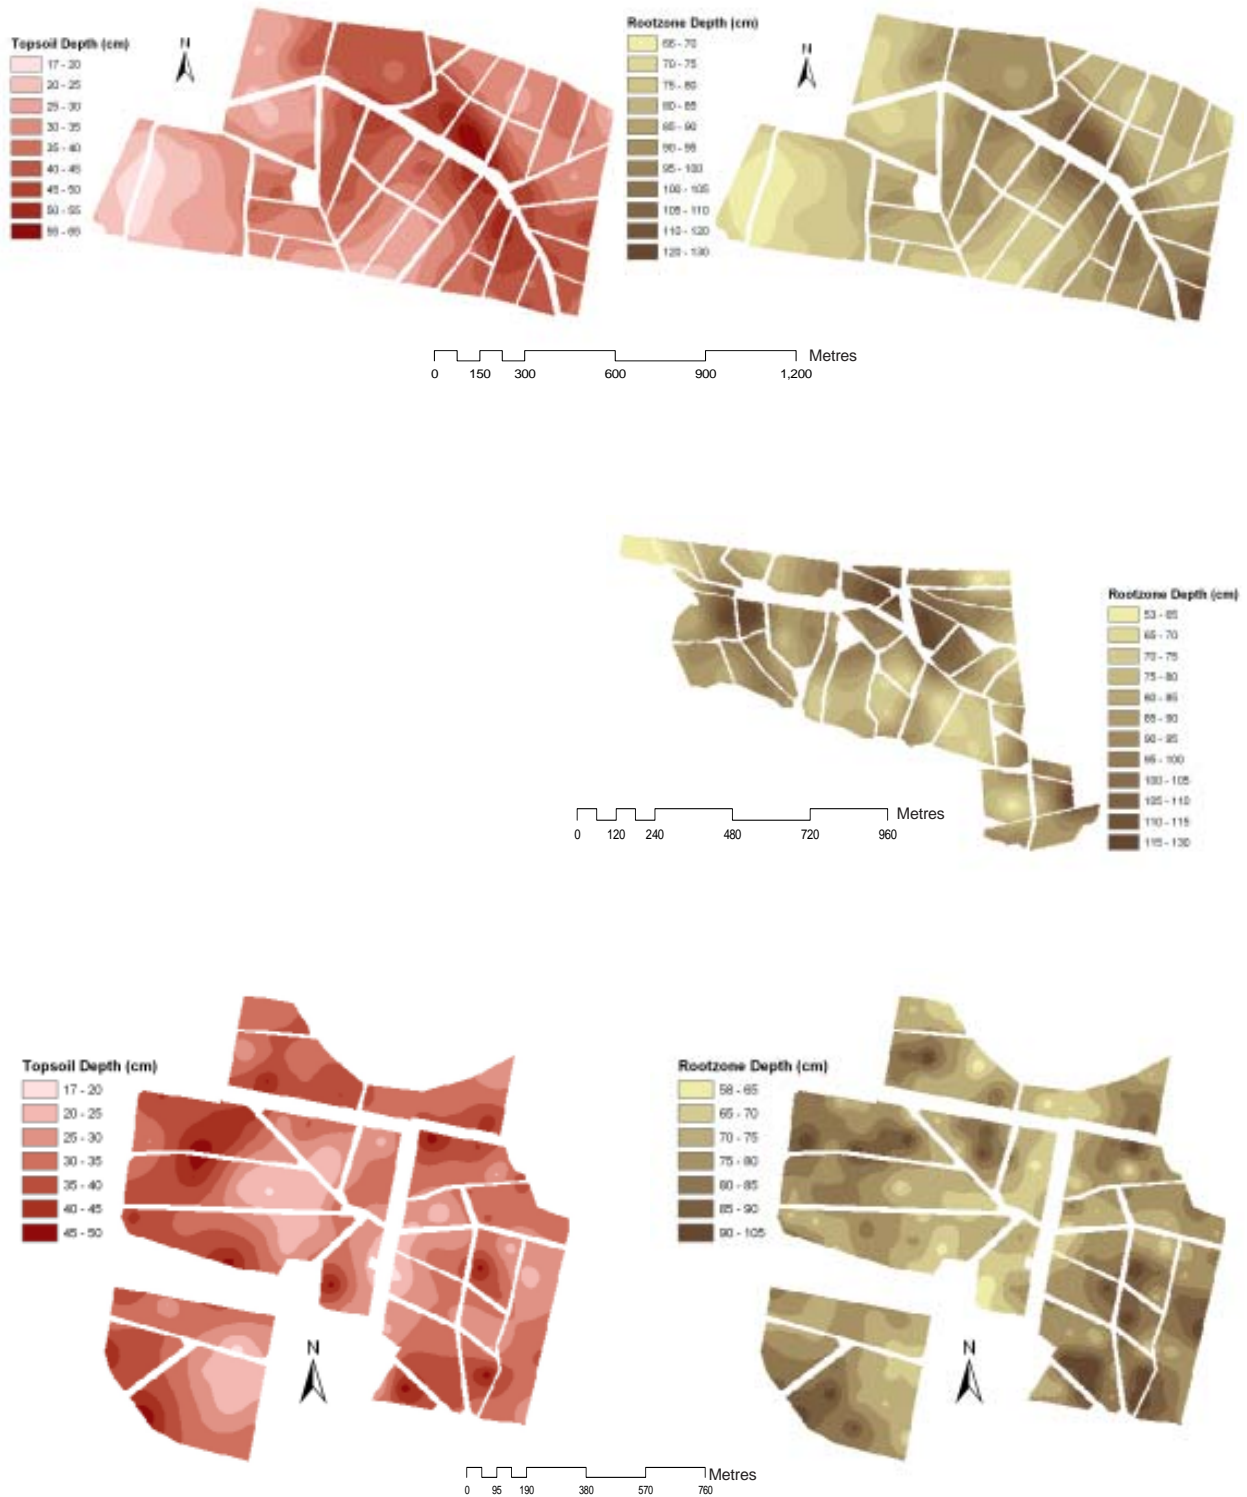 Topsoil Depth (cm)
17 - 20
20 - 25
25 - 30
30 - 35
35 - 40
40 - 45
45 - 50
50 - 55
55 - 65
N
Rootzone Depth (cm)
66 - 70
70 - 75
75 - 80
80 - 85
85 - 90
90 - 95
95 - 100
100 - 105
105 - 110
110 - 120
120 - 130
N
0 150 300 600 900 1,200 Metres
Rootzone Depth (cm)
53 - 65
65 - 70
70 - 75
75 - 80
80 - 85
85 - 90
90 - 95
95 - 100
100 - 105
105 - 110
110 - 115
115 - 130
0 120 240 480 720 960 Metres
Topsoil Depth (cm)
17 - 20
20 - 25
25 - 30
30 - 35
35 - 40
40 - 45
45 - 50
N
Rootzone Depth (cm)
58 - 65
65 - 70
70 - 75
75 - 80
80 - 85
85 - 90
90 - 105
N
0 95 190 380 570 760 Metres